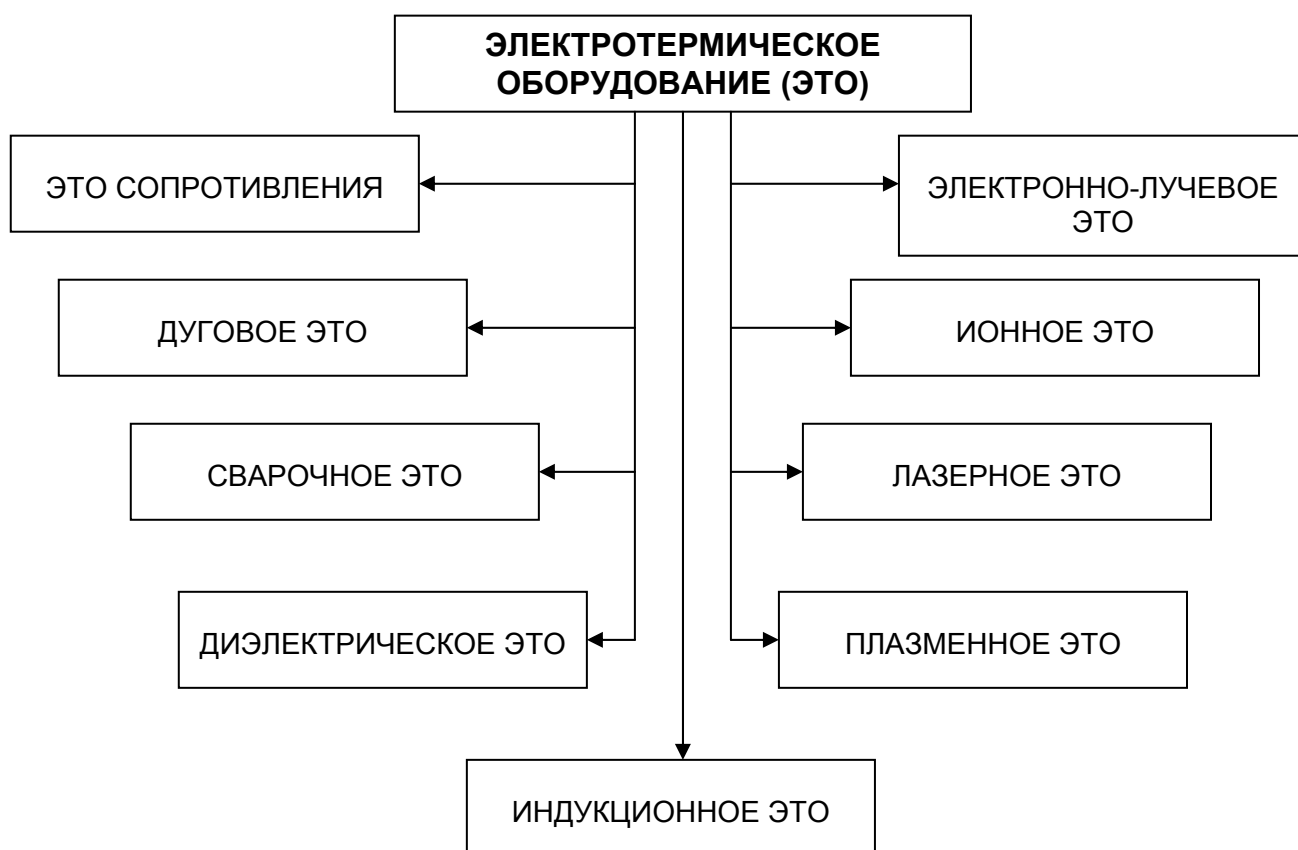 ЭЛЕКТРОТЕРМИЧЕСКОЕ
ОБОРУДОВАНИЕ (ЭТО)
ЭТО СОПРОТИВЛЕНИЯ
ЭЛЕКТРОННО-ЛУЧЕВОЕ
ЭТО
ДУГОВОЕ ЭТО
ИОННОЕ ЭТО
СВАРОЧНОЕ ЭТО
ЛАЗЕРНОЕ ЭТО
ДИЭЛЕКТРИЧЕСКОЕ ЭТО
ПЛАЗМЕННОЕ ЭТО
ИНДУКЦИОННОЕ ЭТО